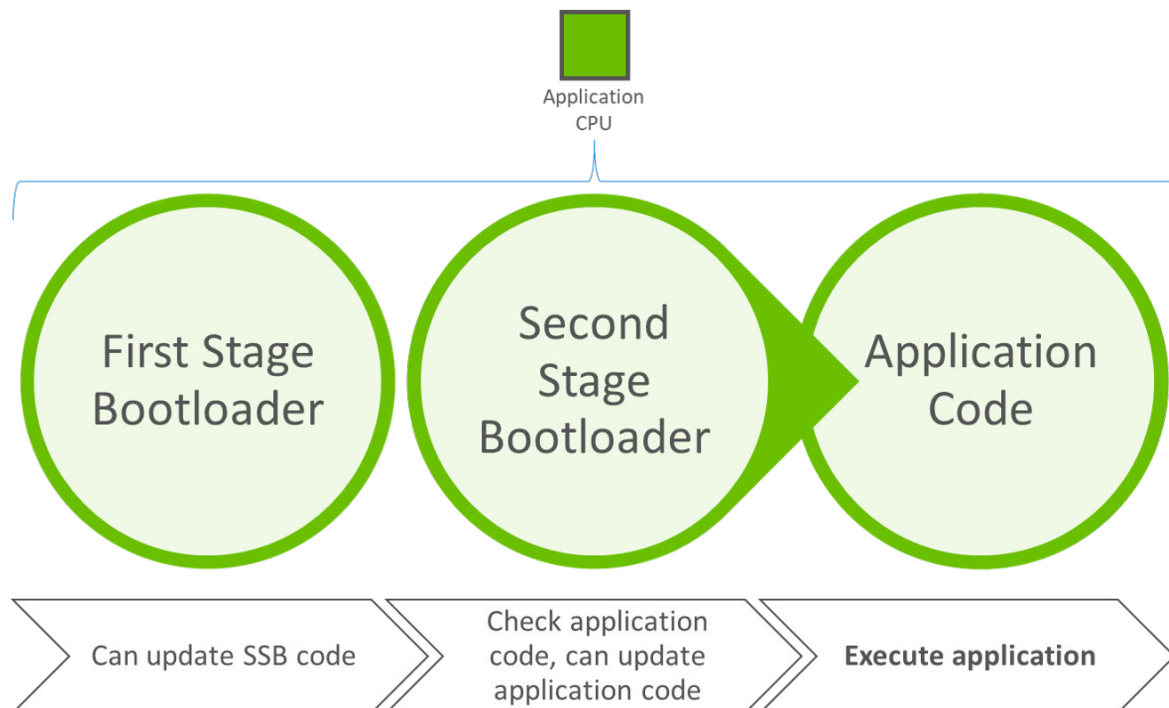 Application
CPU
First Stage
Bootloader
Second
Stage
Bootloader
Application
Code
Can update SSB code
Check application
code, can update
application code
Execute application